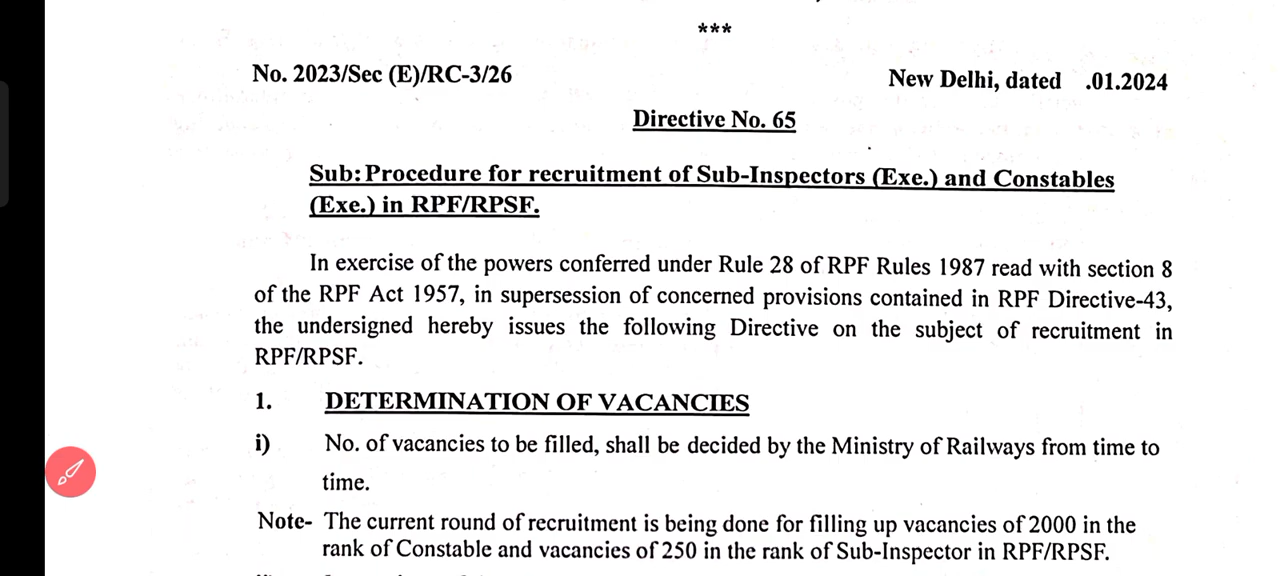 ***
No. 2023/Sec (E)/RC-3/26 New Delhi, dated .01.2024
Directive No. 65
Sub: Procedure for recruitment of Sub-Inspectors (Exe.) and Constables
(Exe.) in RPF/RPSF.
In exercise of the powers conferred under Rule 28 of RPF Rules 1987 read with section 8
of the RPF Act 1957, in supersession of concerned provisions contained in RPF Directive-43,
the undersigned hereby issues the following Directive on the subject of recruitment in
RPF/RPSF.
1. DETERMINATION OF VACANCIES
i) No. of vacancies to be filled, shall be decided by the Ministry of Railways from time to
time.
Note- The current round of recruitment is being done for filling up vacancies of 2000 in the
rank of Constable and vacancies of 250 in the rank of Sub-Inspector in RPF/RPSF.